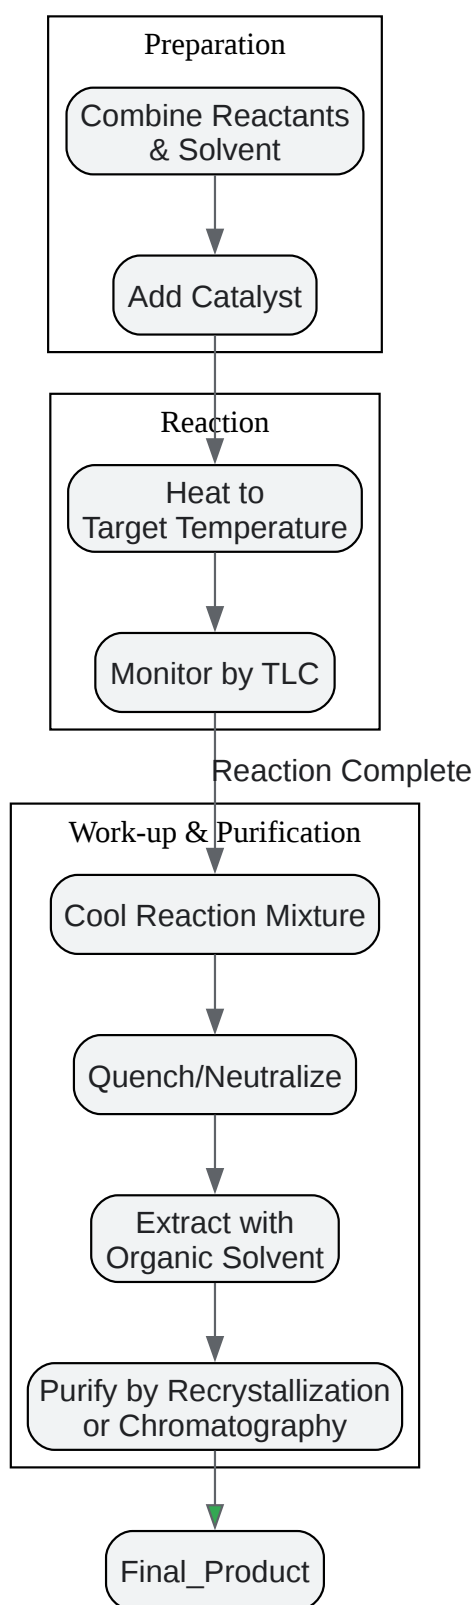 Preparation
Combine Reactants
& Solvent
Add Catalyst
Reaction
Heat to
Target Temperature
Monitor by TLC
Reaction Complete
Work-up & Purification
Cool Reaction Mixture
Quench/Neutralize
Extract with
Organic Solvent
Purify by Recrystallization
or Chromatography
Final_Product